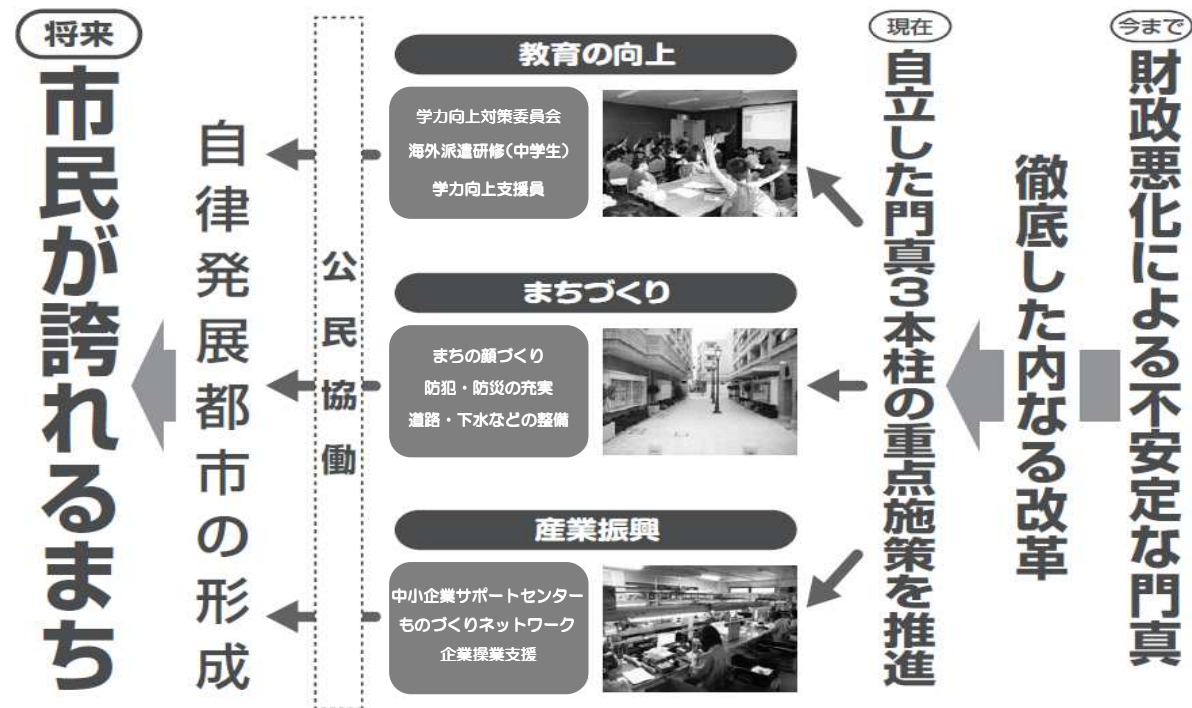 今まで
財政悪化による不安定な門真
徹底した内なる改革
現在
自立した門真３本柱の重点施策を推進
教育の向上
学力向上対策委員会
海外派遣研修（中学生）
学力向上支援員
まちづくり
まちの顔づくり
防犯・防災の充実
道路・下水などの整備
産業振興
中小企業サポートセンター
ものづくりネットワーク
企業操業支援
公民協働
自律発展都市の形成
将来
市民が誇れるまち